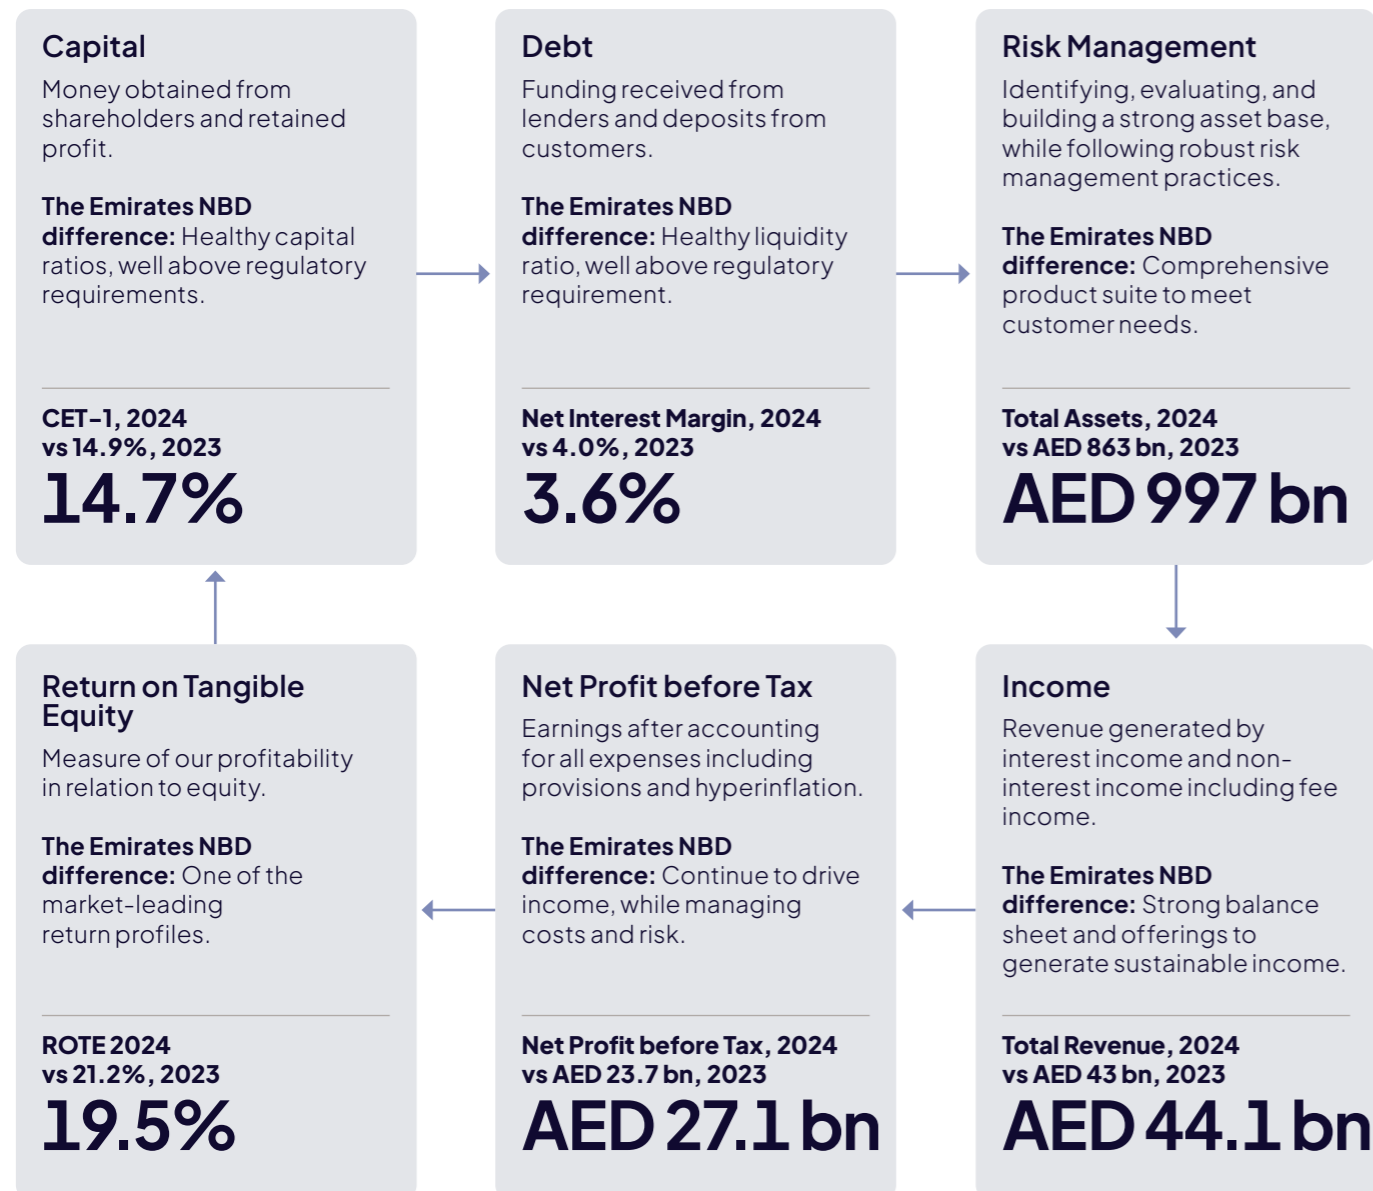 Capital
Money obtained from
shareholders and retained
profit.
The Emirates NBD
difference: Healthy capital
ratios, well above regulatory
requirements.
CET-1, 2024
vs 14.9%, 2023
14.7%
Debt
Funding received from
lenders and deposits from
customers.
The Emirates NBD
difference: Healthy liquidity
ratio, well above regulatory
requirement.
Net Interest Margin, 2024
vs 4.0%, 2023
3.6%
Risk Management
Identifying, evaluating, and
building a strong asset base,
while following robust risk
management practices.
The Emirates NBD
difference: Comprehensive
product suite to meet
customer needs.
Total Assets, 2024
vs AED 863 bn, 2023
AED 997 bn
Income
Revenue generated by
interest income and non-
interest income including fee
income.
The Emirates NBD
difference: Strong balance
sheet and offerings to
generate sustainable income.
Total Revenue, 2024
vs AED 43 bn, 2023
AED 44.1 bn
Net Profit before Tax
Earnings after accounting
for all expenses including
provisions and hyperinflation.
The Emirates NBD
difference: Continue to drive
income, while managing
costs and risk.
Net Profit before Tax, 2024
vs AED 23.7 bn, 2023
AED 27.1 bn
Return on Tangible
Equity
Measure of our profitability
in relation to equity.
The Emirates NBD
difference: One of the
market-leading
return profiles.
ROTE 2024
vs 21.2%, 2023
19.5%